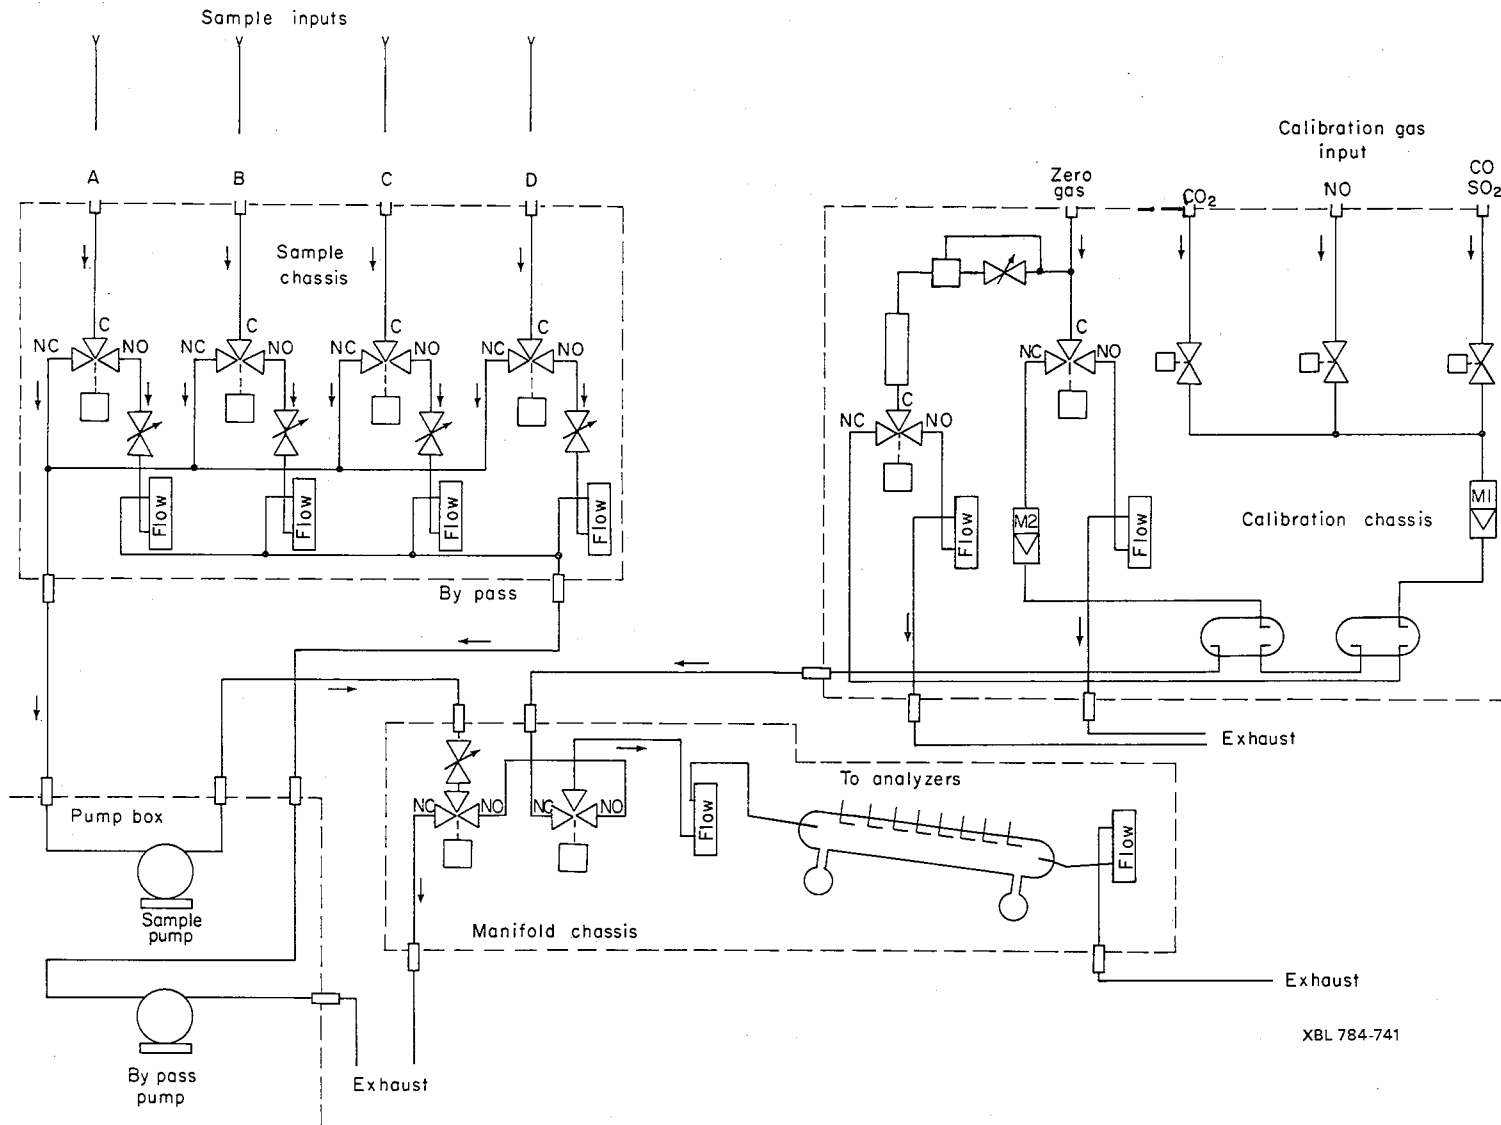 Sample inputs
A
B
C
D
Sample
chassis
C
NC
NO
C
NC
NO
C
NC
NO
C
NC
NO
Flow
Flow
Flow
Flow
By pass
Calibration gas
input
Zero
gas
CO2
NO
CO
SO2
C
NC
NO
C
NC
NO
Flow
M2
Flow
M1
Calibration chassis
Exhaust
Pump box
Sample
pump
By pass
pump
Exhaust
NC
NO
NC
NO
Flow
To analyzers
Flow
Manifold chassis
Exhaust
XBL 784-741